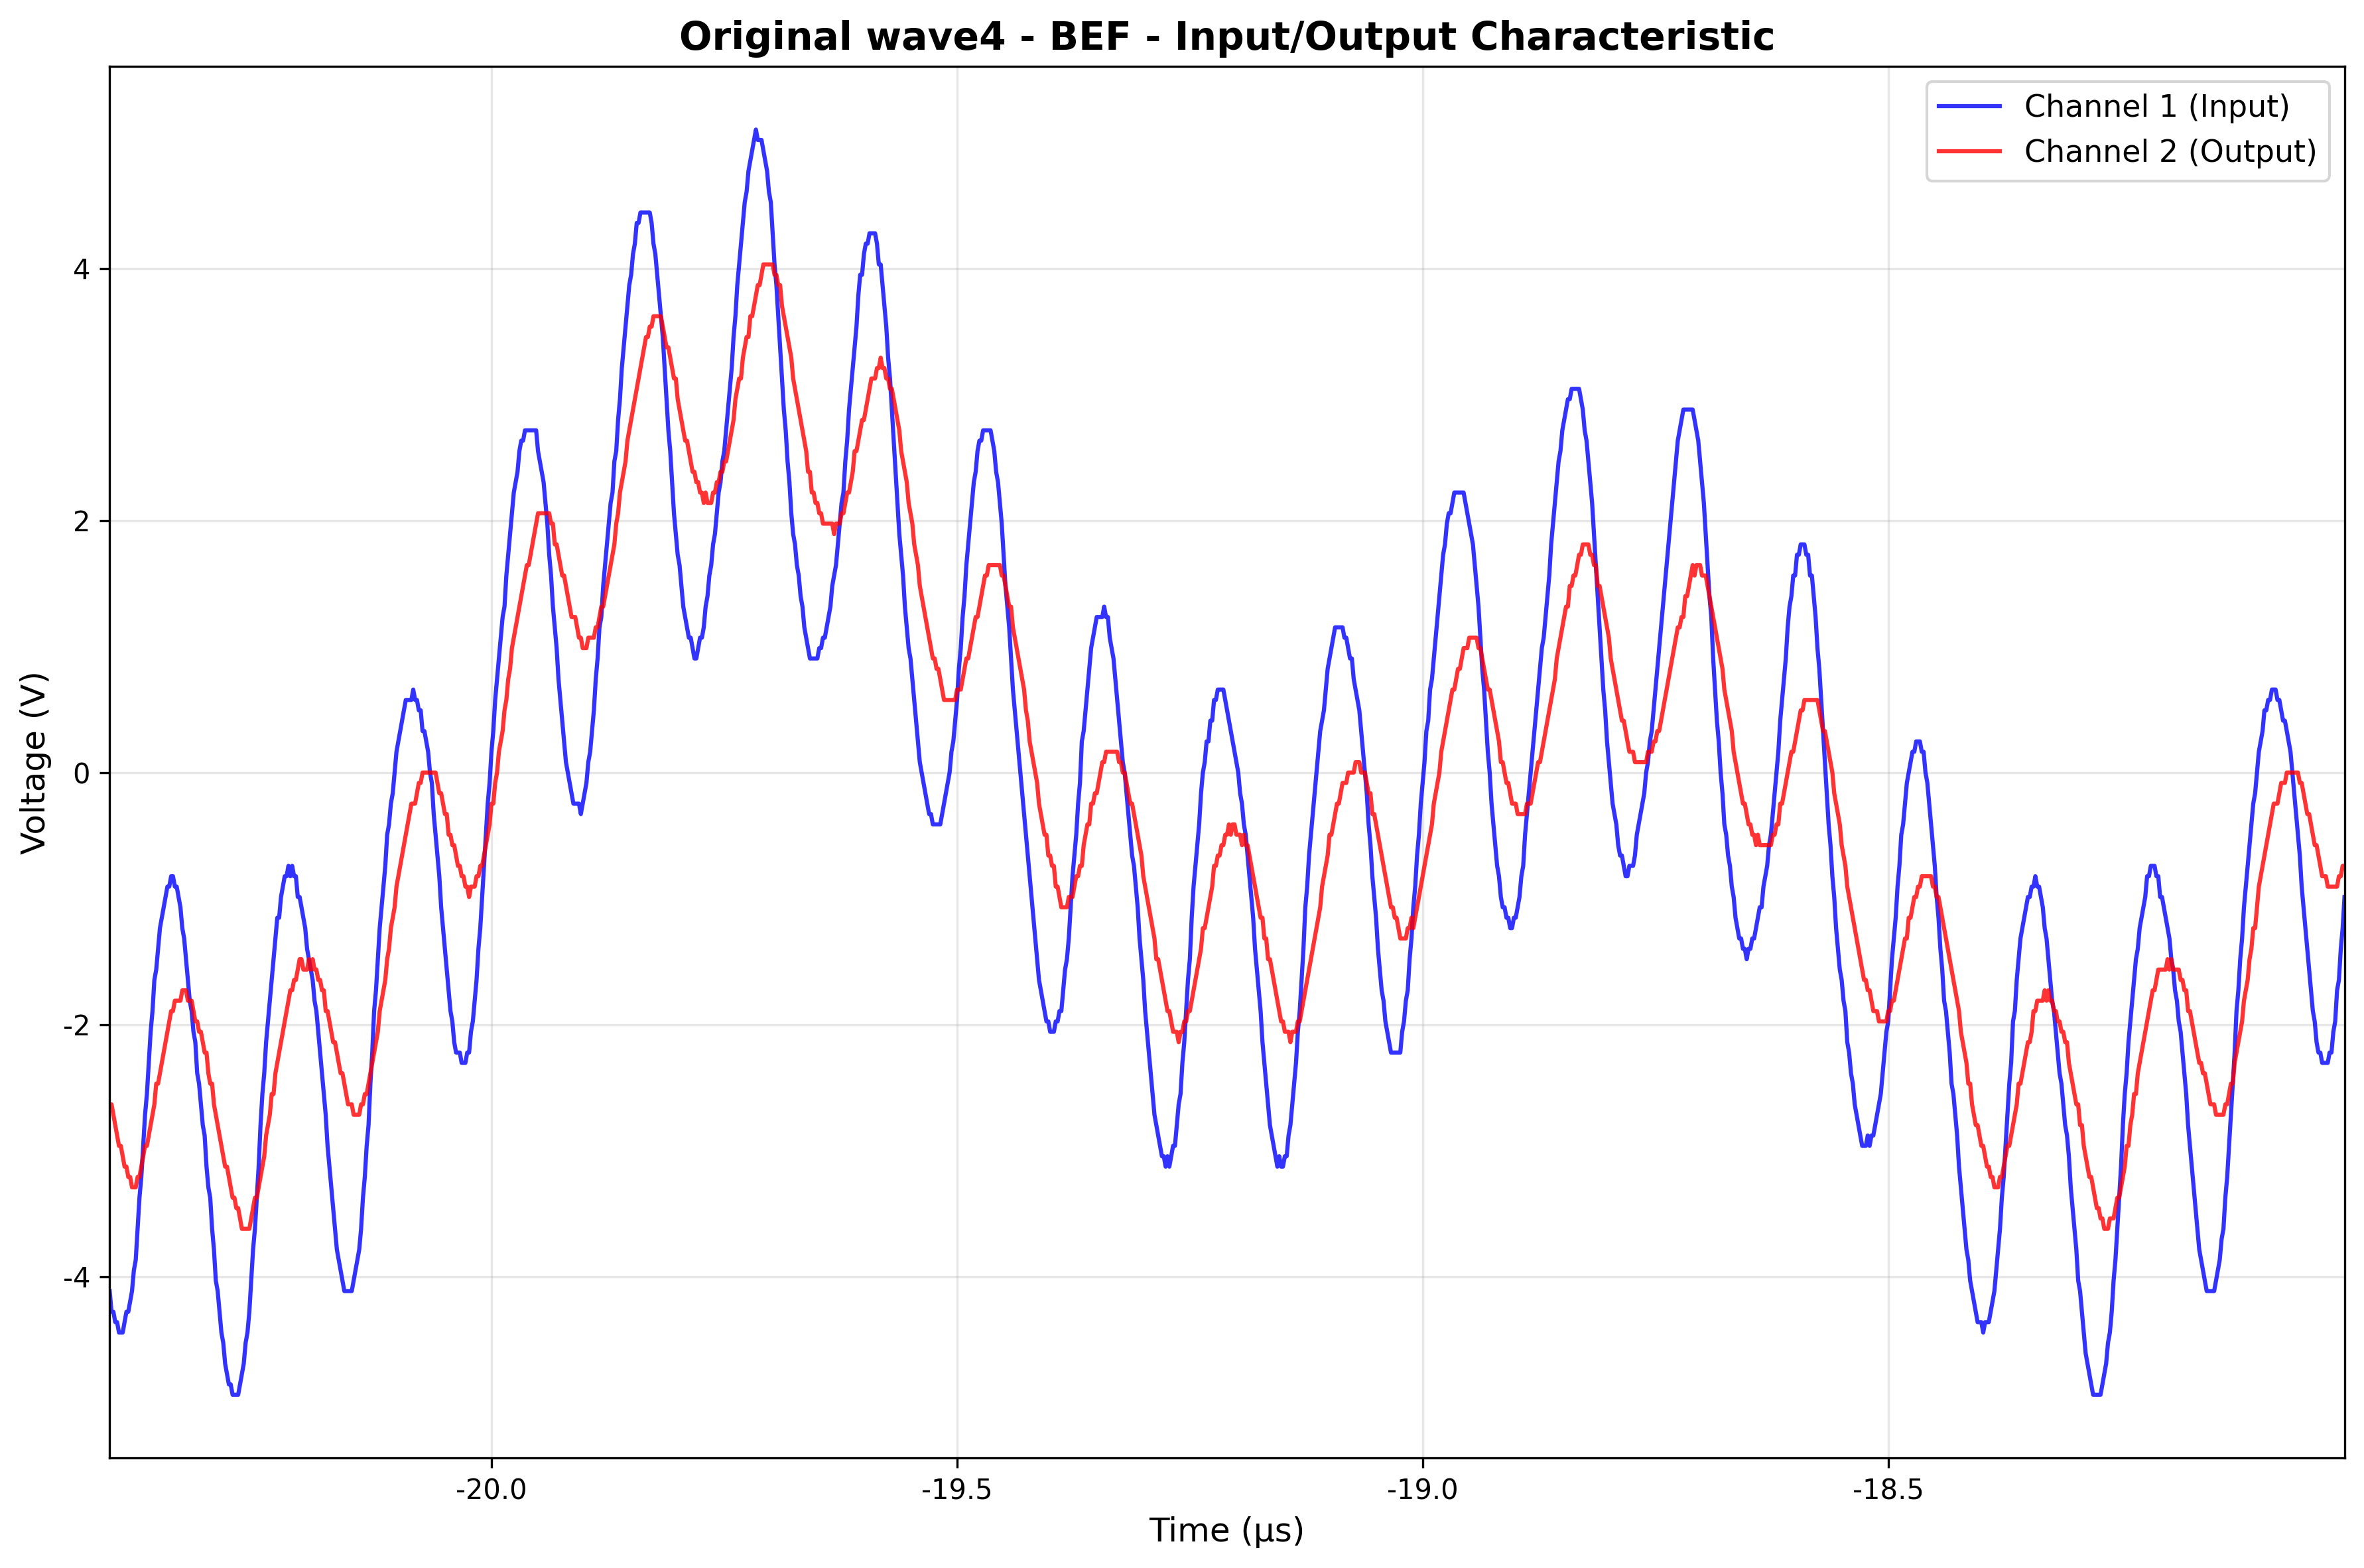 Original wave4 - BEF - Input/Output Characteristic
Channel 1 (Input)
Channel 2 (Output)
Voltage (V)
4
2
0
-2
-4
-20.0
-19.5
-19.0
-18.5
Time (µs)